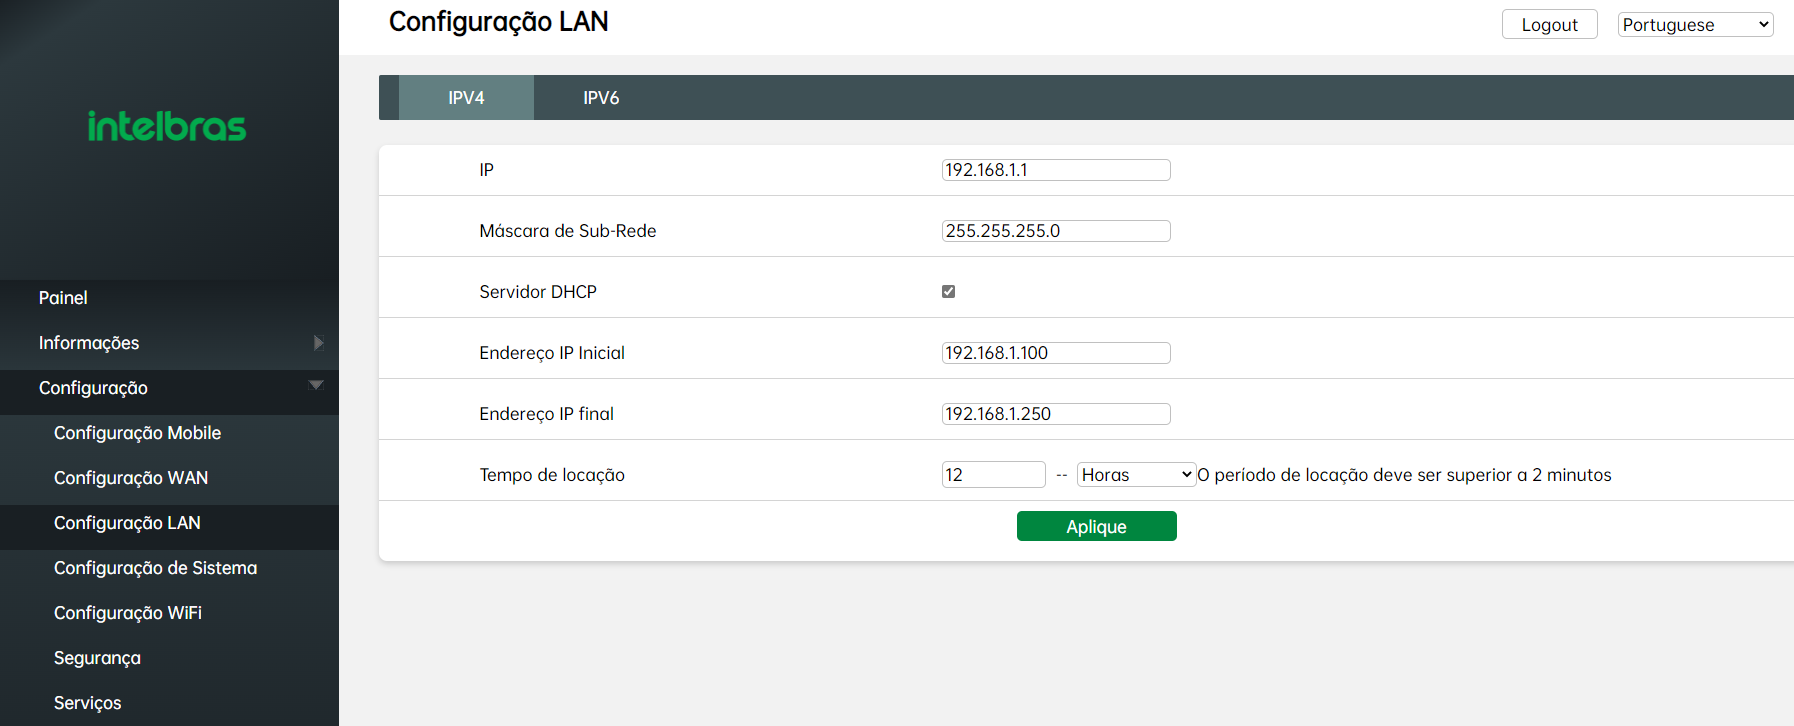 Configuração LAN
Logout
Portuguese
intelbras
IPV4
IPV6
Painel
Informações
Configuração
Configuração Mobile
Configuração WAN
Configuração LAN
Configuração de Sistema
Configuração WiFi
Segurança
Serviços
IP
192.168.1.1
Máscara de Sub-Rede
255.255.255.0
Servidor DHCP
Endereço IP Inicial
192.168.1.100
Endereço IP final
192.168.1.250
Tempo de locação
12 -- Horas O período de locação deve ser superior a 2 minutos
Aplique